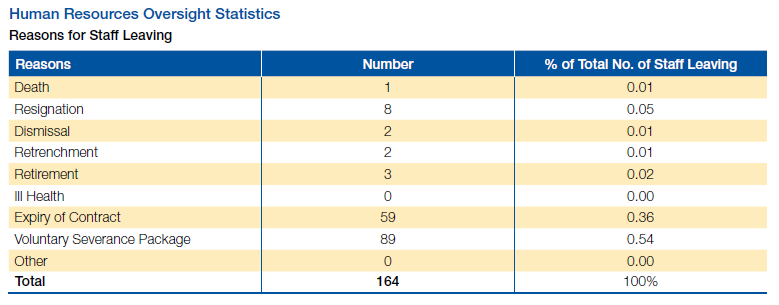 Human Resources Oversight Statistics
Reasons for Staff Leaving
Reasons Number % of Total No. of Staff Leaving
Death 1 0.01
Resignation 8 0.05
Dismissal 2 0.01
Retrenchment 2 0.01
Retirement 3 0.02
Ill Health 0 0.00
Expiry of Contract 59 0.36
Voluntary Severance Package 89 0.54
Other 0 0.00
Total 164 100%